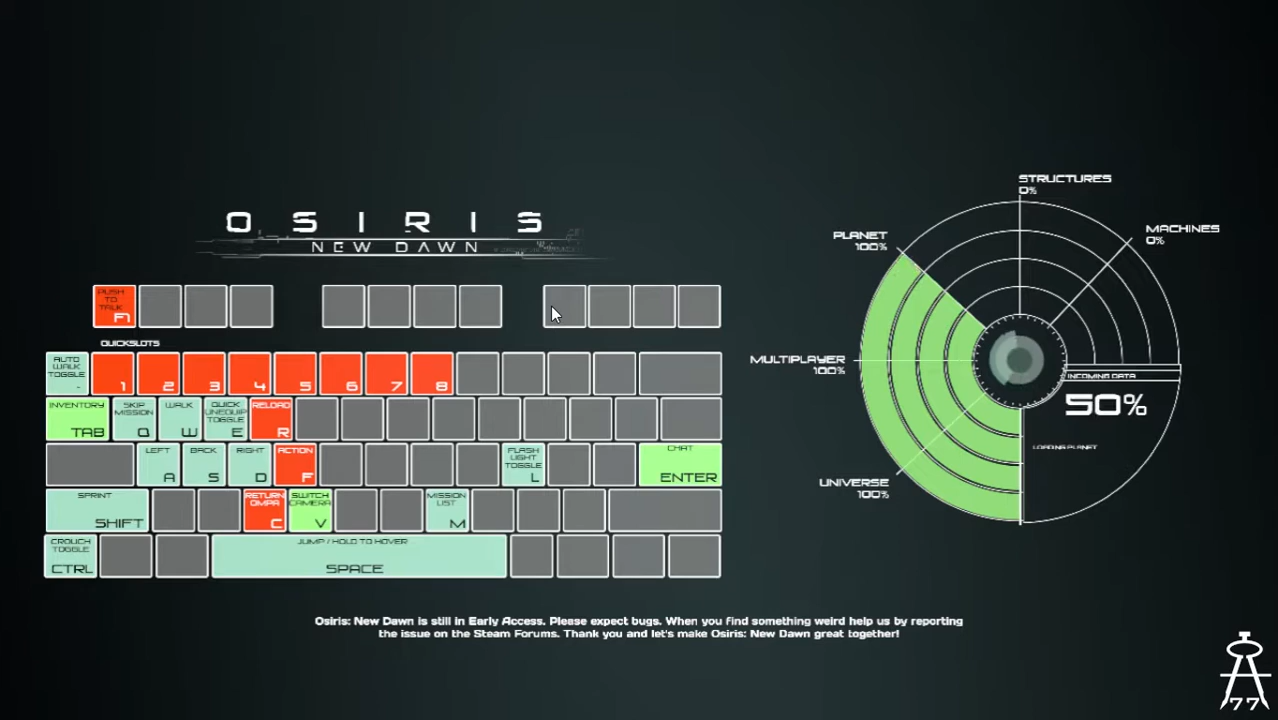 OSIRIS
NEW DAWN
STRUCTURES
0%
MACHINES
0%
PLANET
100%
MULTIPLAYER
100%
UNIVERSE
100%
INCOMING DATA
50%
LOADING PLANET
PUSH
TO
TALK
F1
QUICKSLOTS
AUTO
WALK
TOGGLE
-
1
2
3
4
5
6
7
8
INVENTORY
TAB
SKIP
MISSION
Q
WALK
W
QUICK
UNEQUIP
TOGGLE
E
RELOAD
R
LEFT
A
BACK
S
RIGHT
D
ACTION
F
FLASH
LIGHT
TOGGLE
L
CHAT
ENTER
SPRINT
SHIFT
RETURN
OMPA
C
SWITCH
CAMERA
V
MISSION
LIST
M
CROUCH
TOGGLE
CTRL
JUMP / HOLD TO HOVER
SPACE
Osiris: New Dawn is still in Early Access. Please expect bugs. When you find something weird help us by reporting
the issue on the Steam Forums. Thank you and let's make Osiris: New Dawn great together!
77